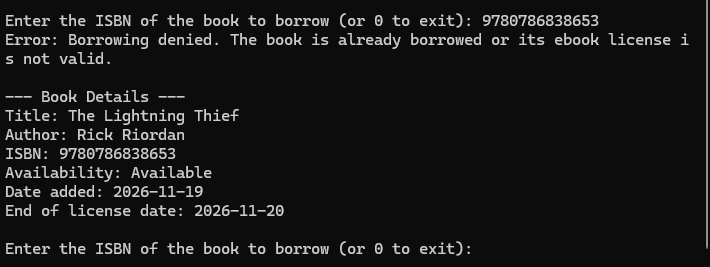 Enter the ISBN of the book to borrow (or 0 to exit): 9780786838653
Error: Borrowing denied. The book is already borrowed or its ebook license i
s not valid.
--- Book Details ---
Title: The Lightning Thief
Author: Rick Riordan
ISBN: 9780786838653
Availability: Available
Date added: 2026-11-19
End of license date: 2026-11-20
Enter the ISBN of the book to borrow (or 0 to exit):